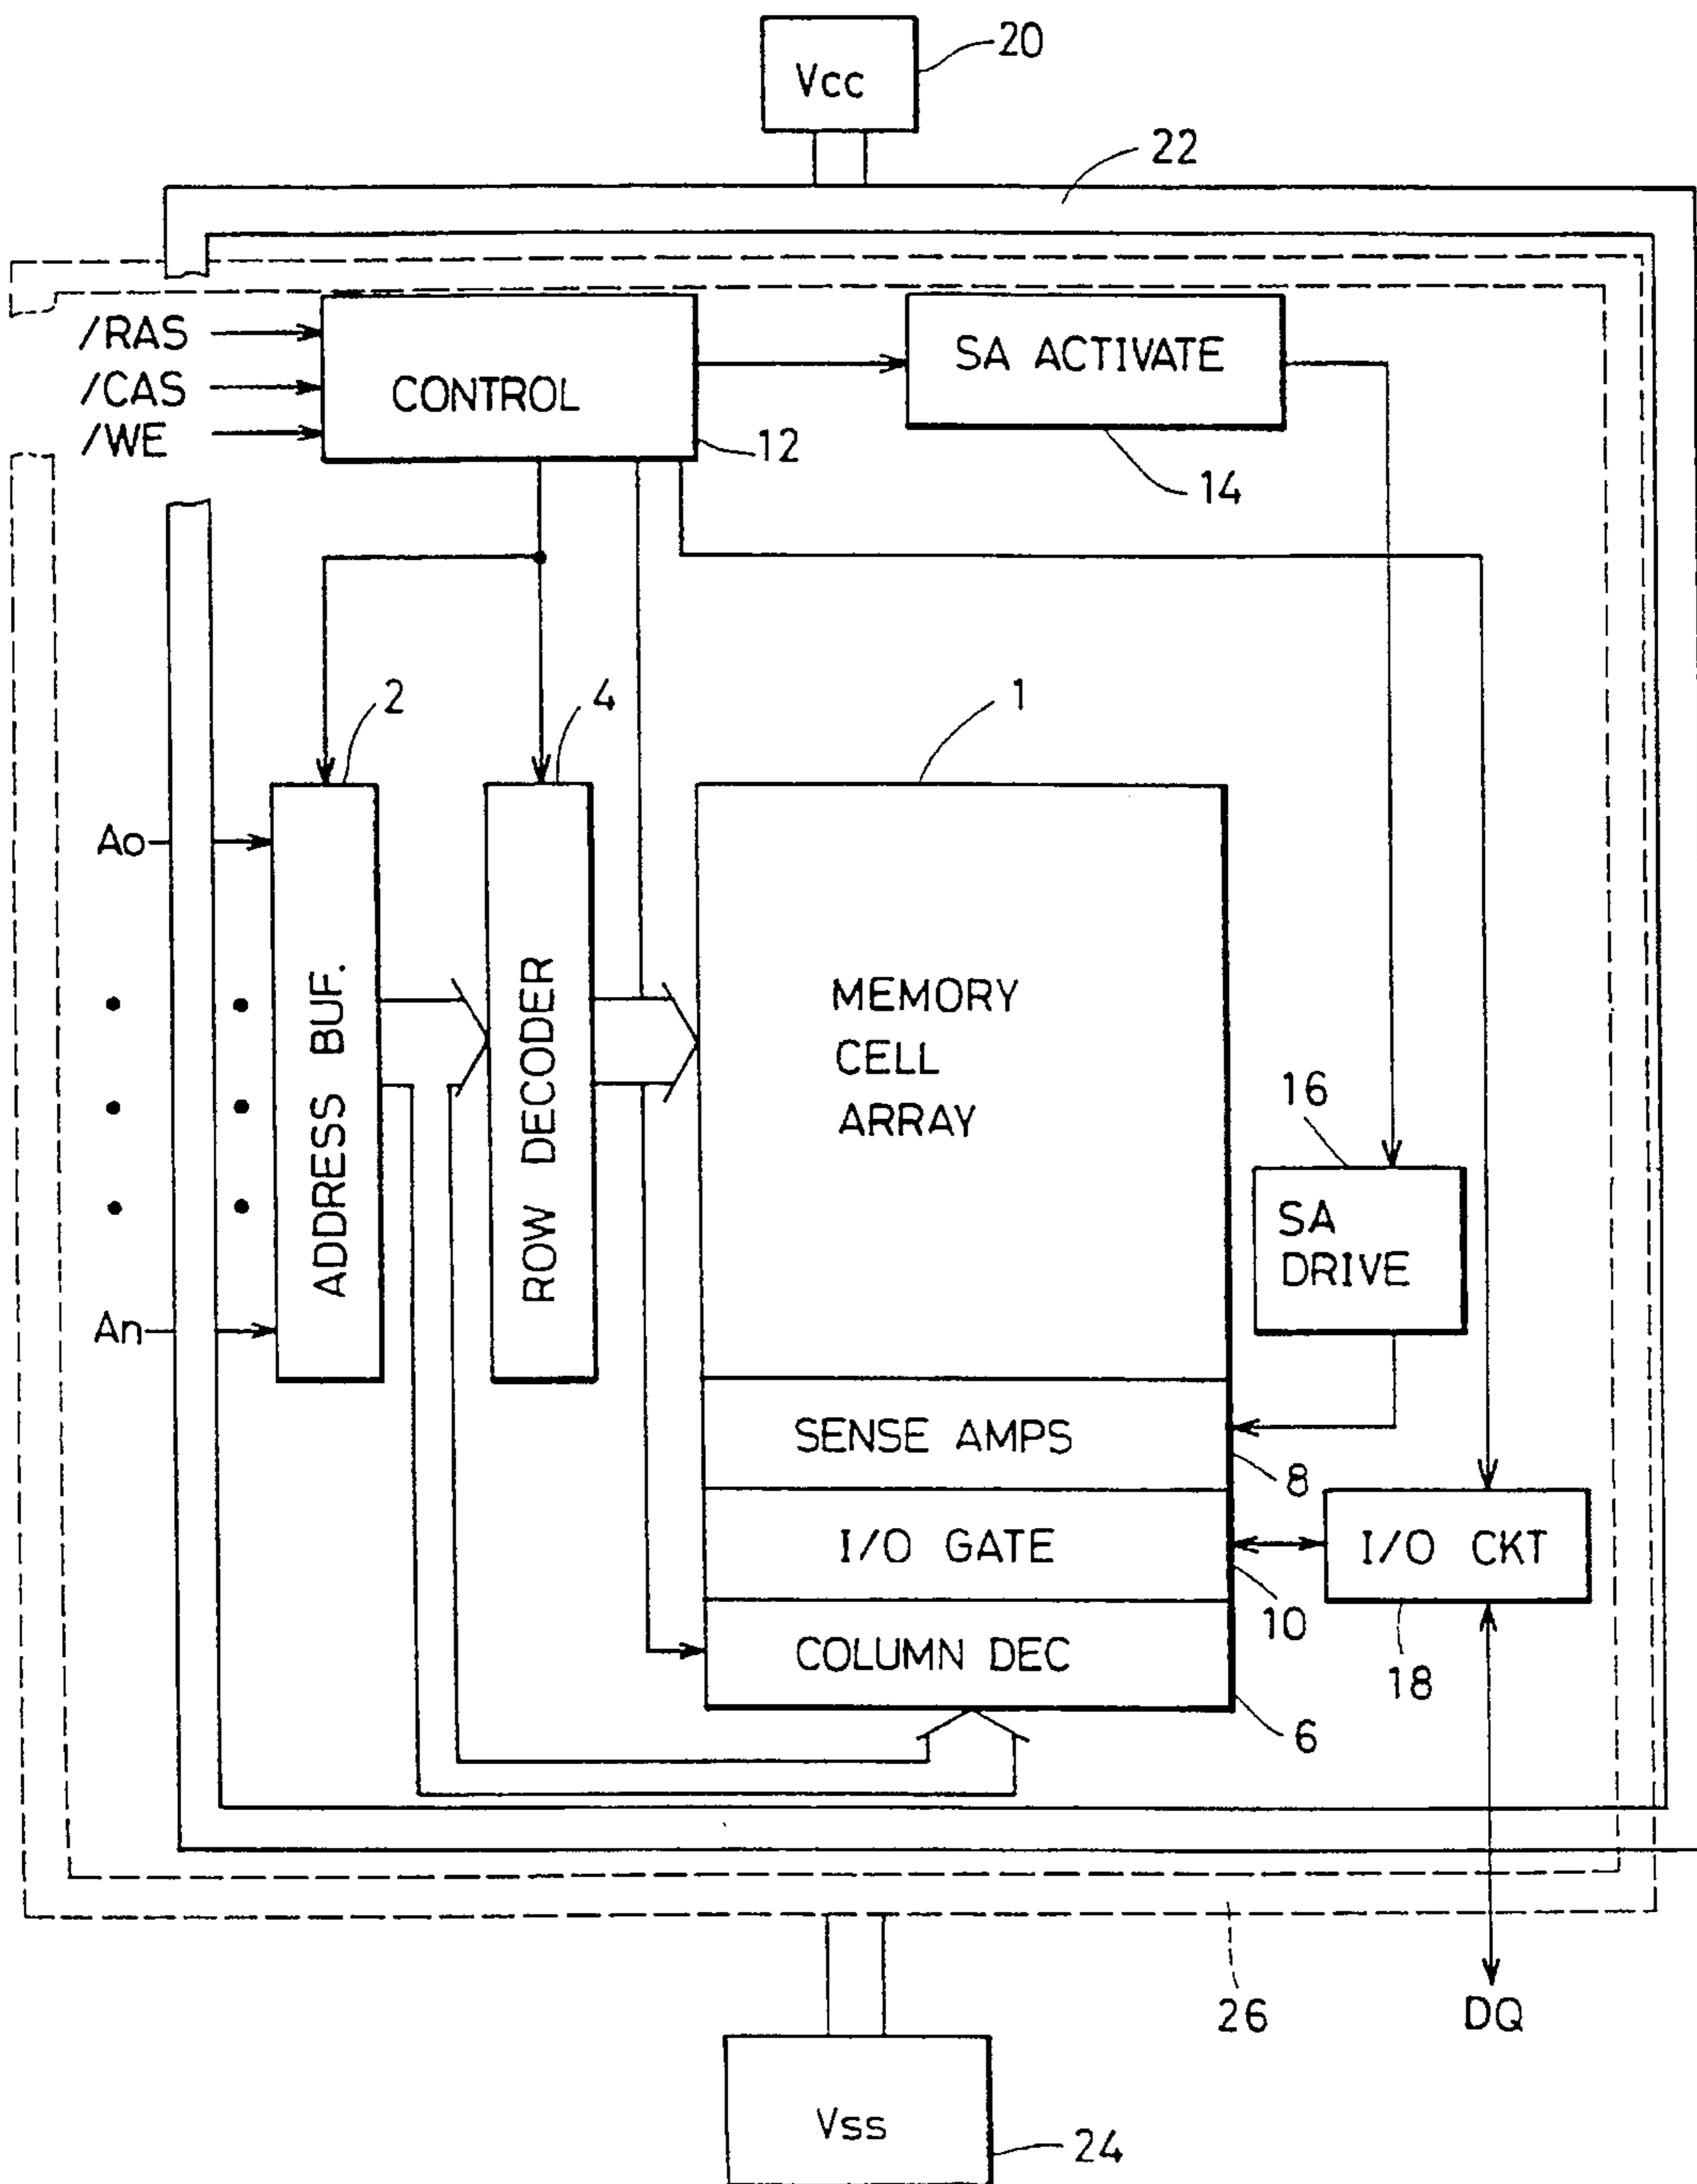 Vcc
20
22
/RAS
/CAS
/WE
CONTROL
12
SA ACTIVATE
14
2
4
1
Ao
An
ADDRESS BUF.
ROW DECODER
MEMORY
CELL
ARRAY
16
SA
DRIVE
SENSE AMPS
8
I/O GATE
10
I/O CKT
18
COLUMN DEC
6
26
DQ
Vss
24